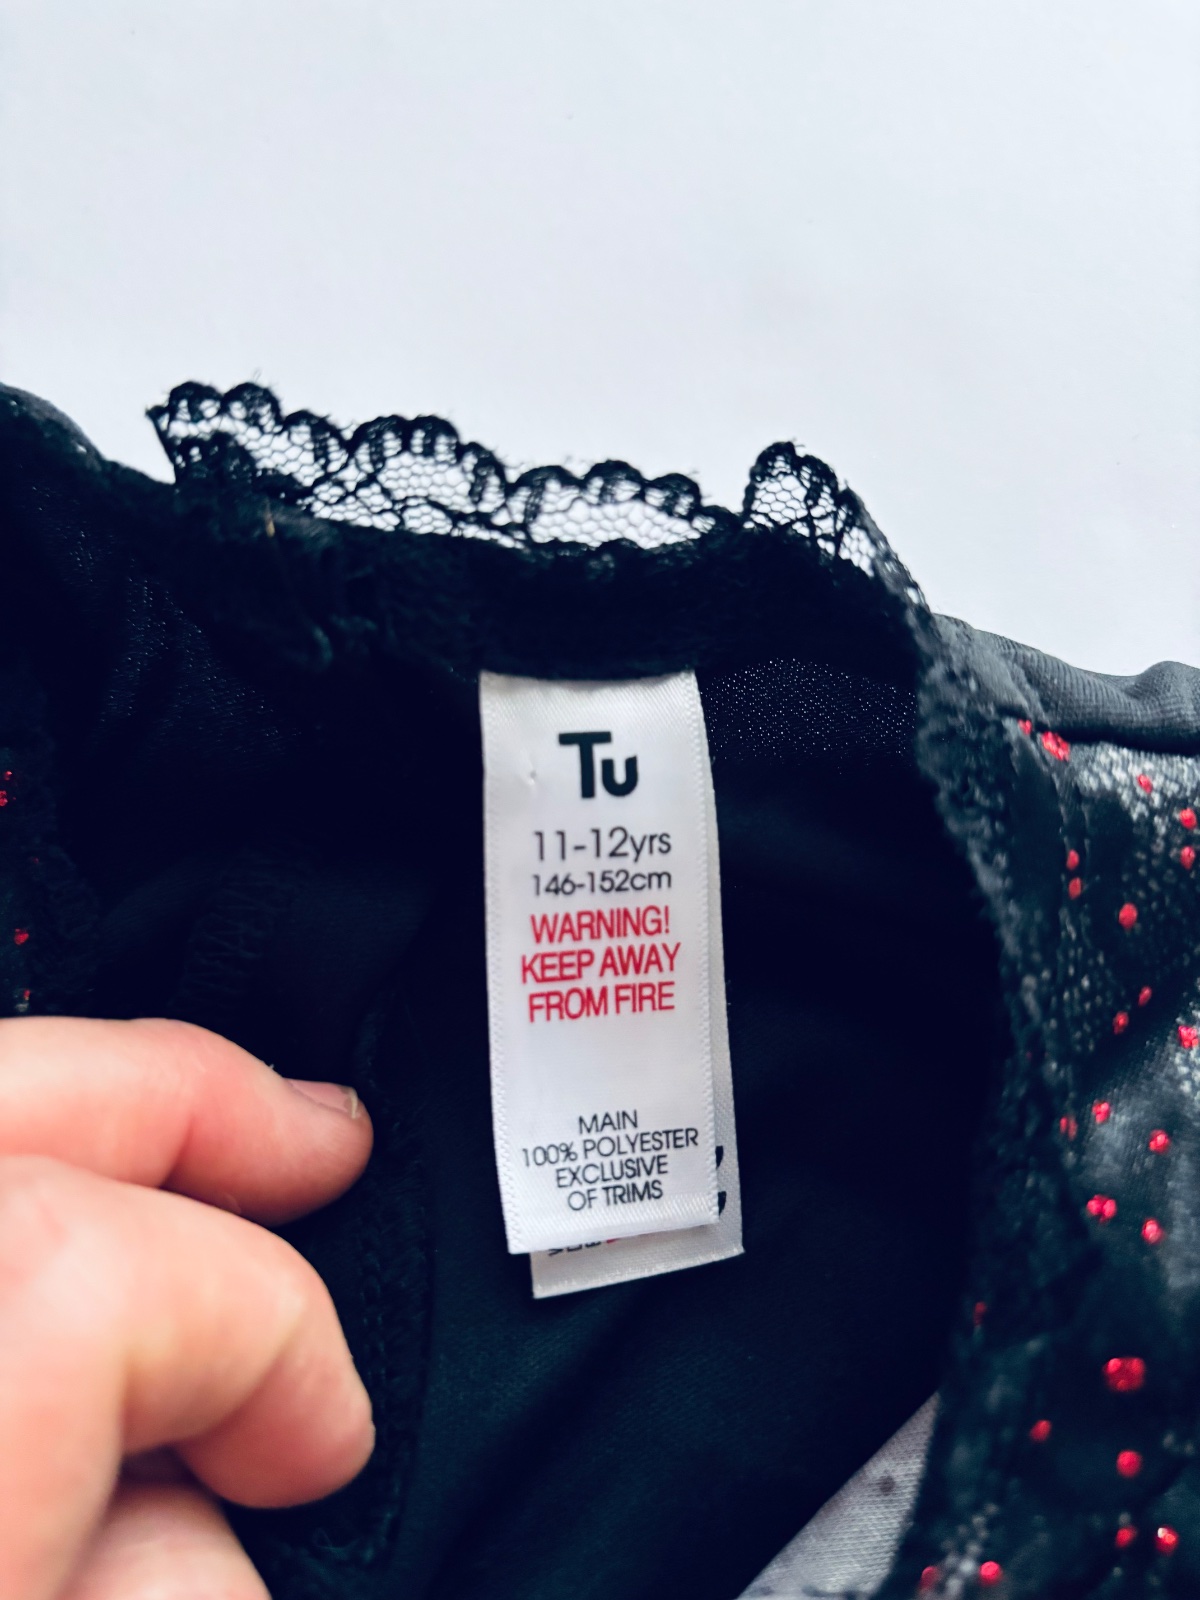 Tu
11-12yrs
146-152cm
WARNING!
KEEP AWAY
FROM FIRE
MAIN
100% POLYESTER
EXCLUSIVE
OF TRIMS